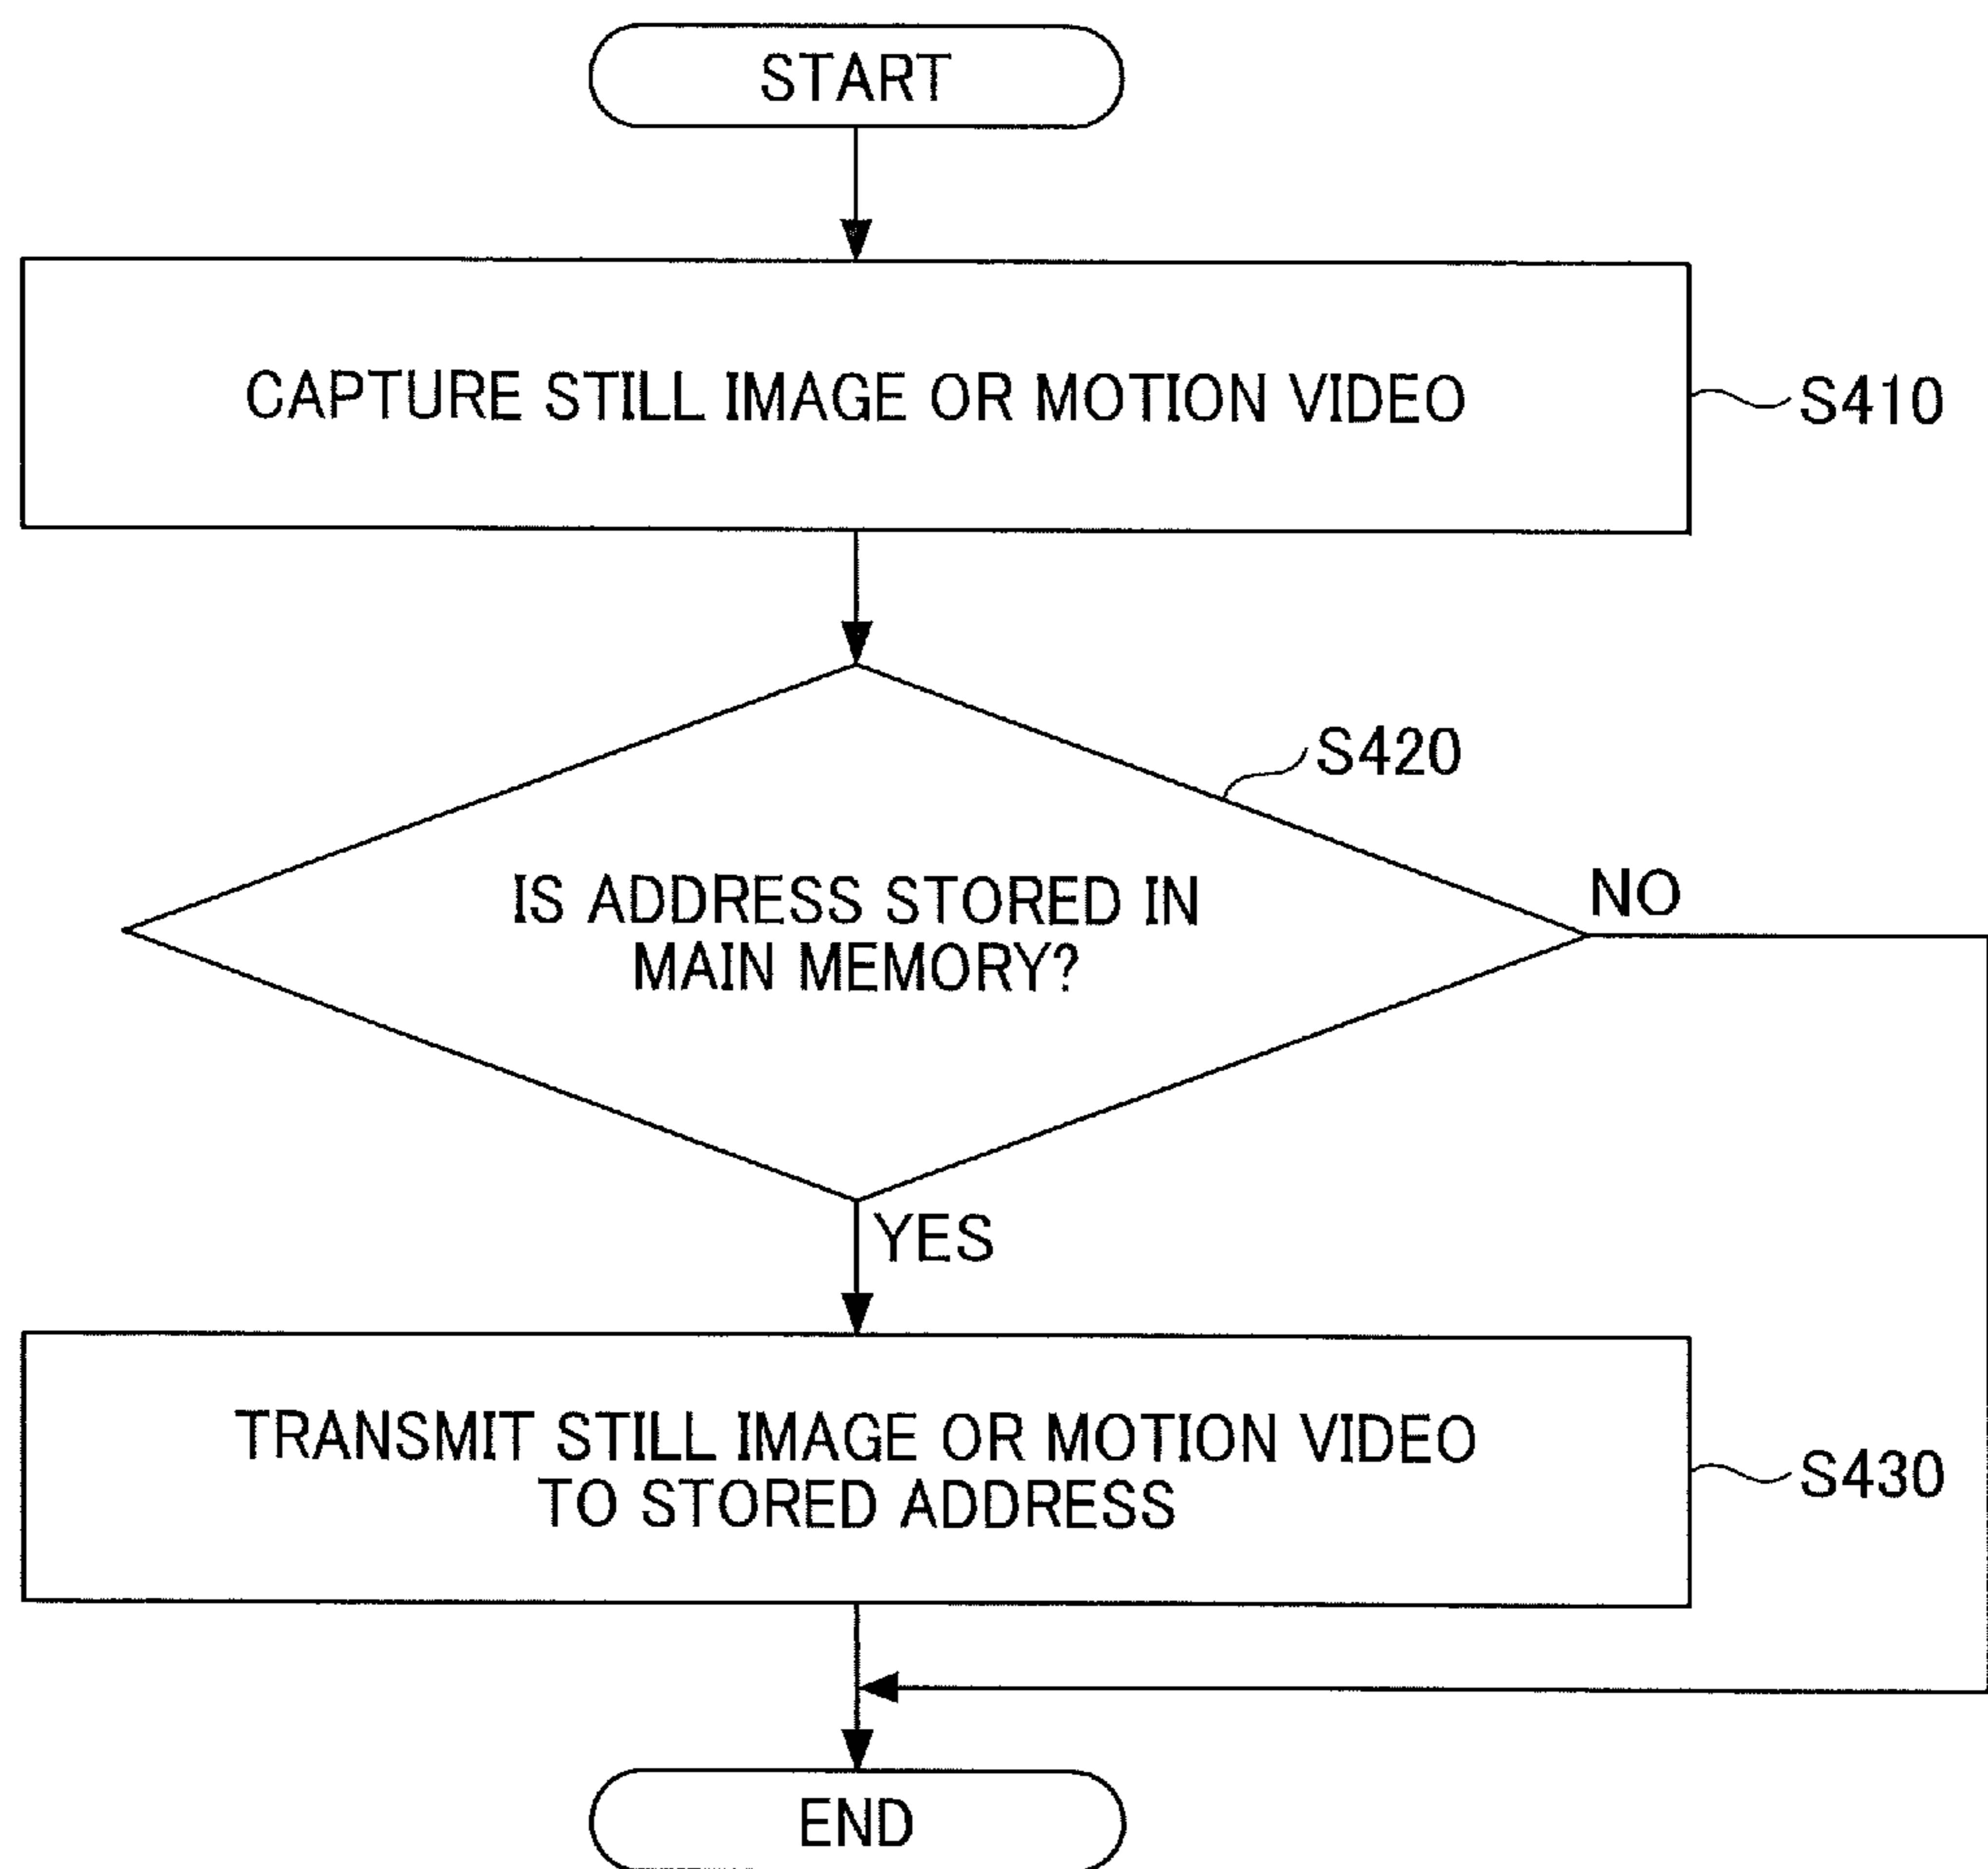 START
CAPTURE STILL IMAGE OR MOTION VIDEO
S410
S420
IS ADDRESS STORED IN
MAIN MEMORY?
NO
YES
TRANSMIT STILL IMAGE OR MOTION VIDEO
TO STORED ADDRESS
S430
END